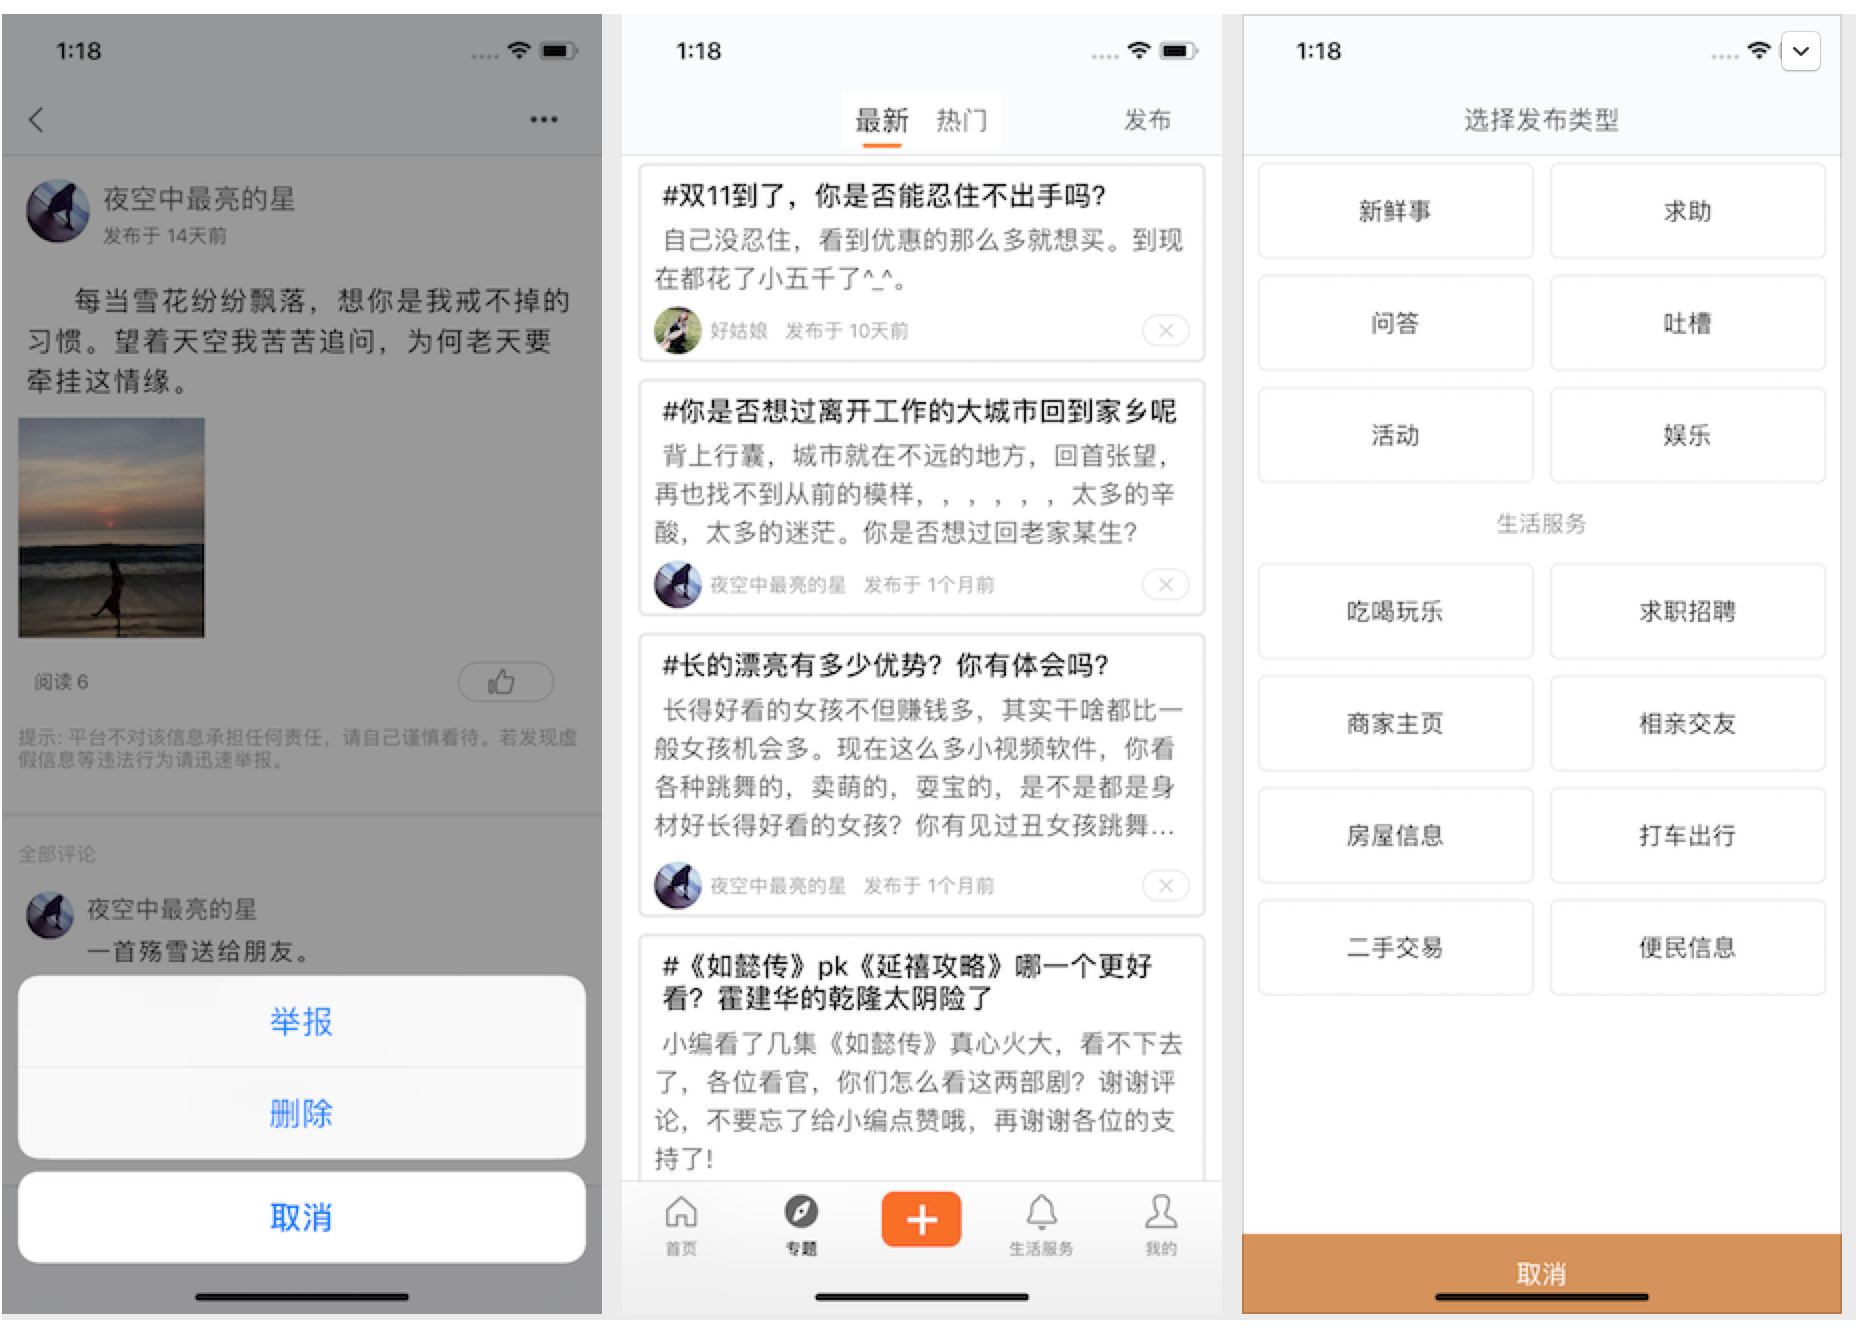 1:18
夜空中最亮的星
发布于 14天前
每当雪花纷纷飘落，想你是我戒不掉的
习惯。望着天空我苦苦追问，为何老天要
牵挂这情缘。
阅读 6
提示: 平台不对该信息承担任何责任，请自己谨慎看待。若发现虚
假信息等违法行为请迅速举报。
全部评论
夜空中最亮的星
一首殇雪送给朋友。
举报
删除
取消
1:18
最新 热门 发布
#双11到了，你是否能忍住不出手吗?
自己没忍住，看到优惠的那么多就想买。到现
在都花了小五千了^_^。
好姑娘 发布于 10天前
#你是否想过离开工作的大城市回到家乡呢
背上行囊，城市就在不远的地方，回首张望，
再也找不到从前的模样，，，，，，太多的辛
酸，太多的迷茫。你是否想过回老家某生?
夜空中最亮的星 发布于 1个月前
#长的漂亮有多少优势? 你有体会吗?
长得好看的女孩不但赚钱多，其实干啥都比一
般女孩机会多。现在这么多小视频软件，你看
各种跳舞的，卖萌的，耍宝的，是不是都是身
材好长得好看的女孩? 你有见过丑女孩跳舞...
夜空中最亮的星 发布于 1个月前
#《如懿传》pk《延禧攻略》哪一个更好
看? 霍建华的乾隆太阴险了
小编看了几集《如懿传》真心火大，看不下去
了，各位看官，你们怎么看这两部剧? 谢谢评
论，不要忘了给小编点赞哦，再谢谢各位的支
持了!
首页 专题 生活服务 我的
1:18
选择发布类型
新鲜事 求助
问答 吐槽
活动 娱乐
生活服务
吃喝玩乐 求职招聘
商家主页 相亲交友
房屋信息 打车出行
二手交易 便民信息
取消